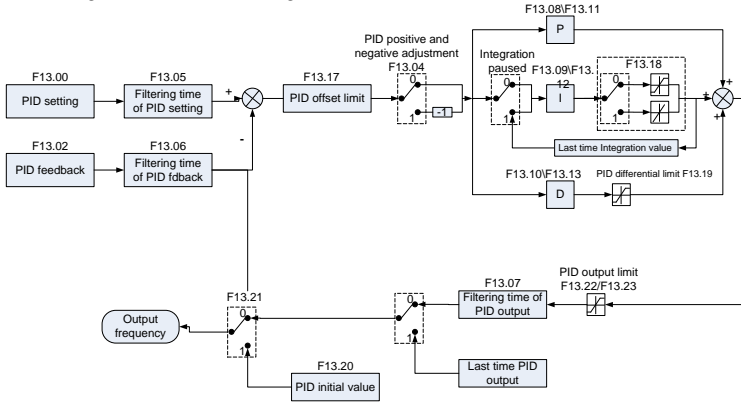 F13.08\F13.11
P
PID positive and
negative adjustment
F13.04
Integration
paused
F13.09\F13.
12
F13.18
F13.00
PID setting
F13.05
Filtering time
of PID setting
+
F13.17
PID offset limit
0
1
-1
0
1
I
0
1
+
+
+
-
F13.02
PID feedback
F13.06
Filtering time
of PID fdback
Last time Integration value
F13.10\F13.13
D
PID differential limit F13.19
F13.21
0
1
Output
frequency
F13.20
PID initial value
0
1
F13.07
Filtering time of
PID output
Last time PID
output
PID output limit
F13.22/F13.23